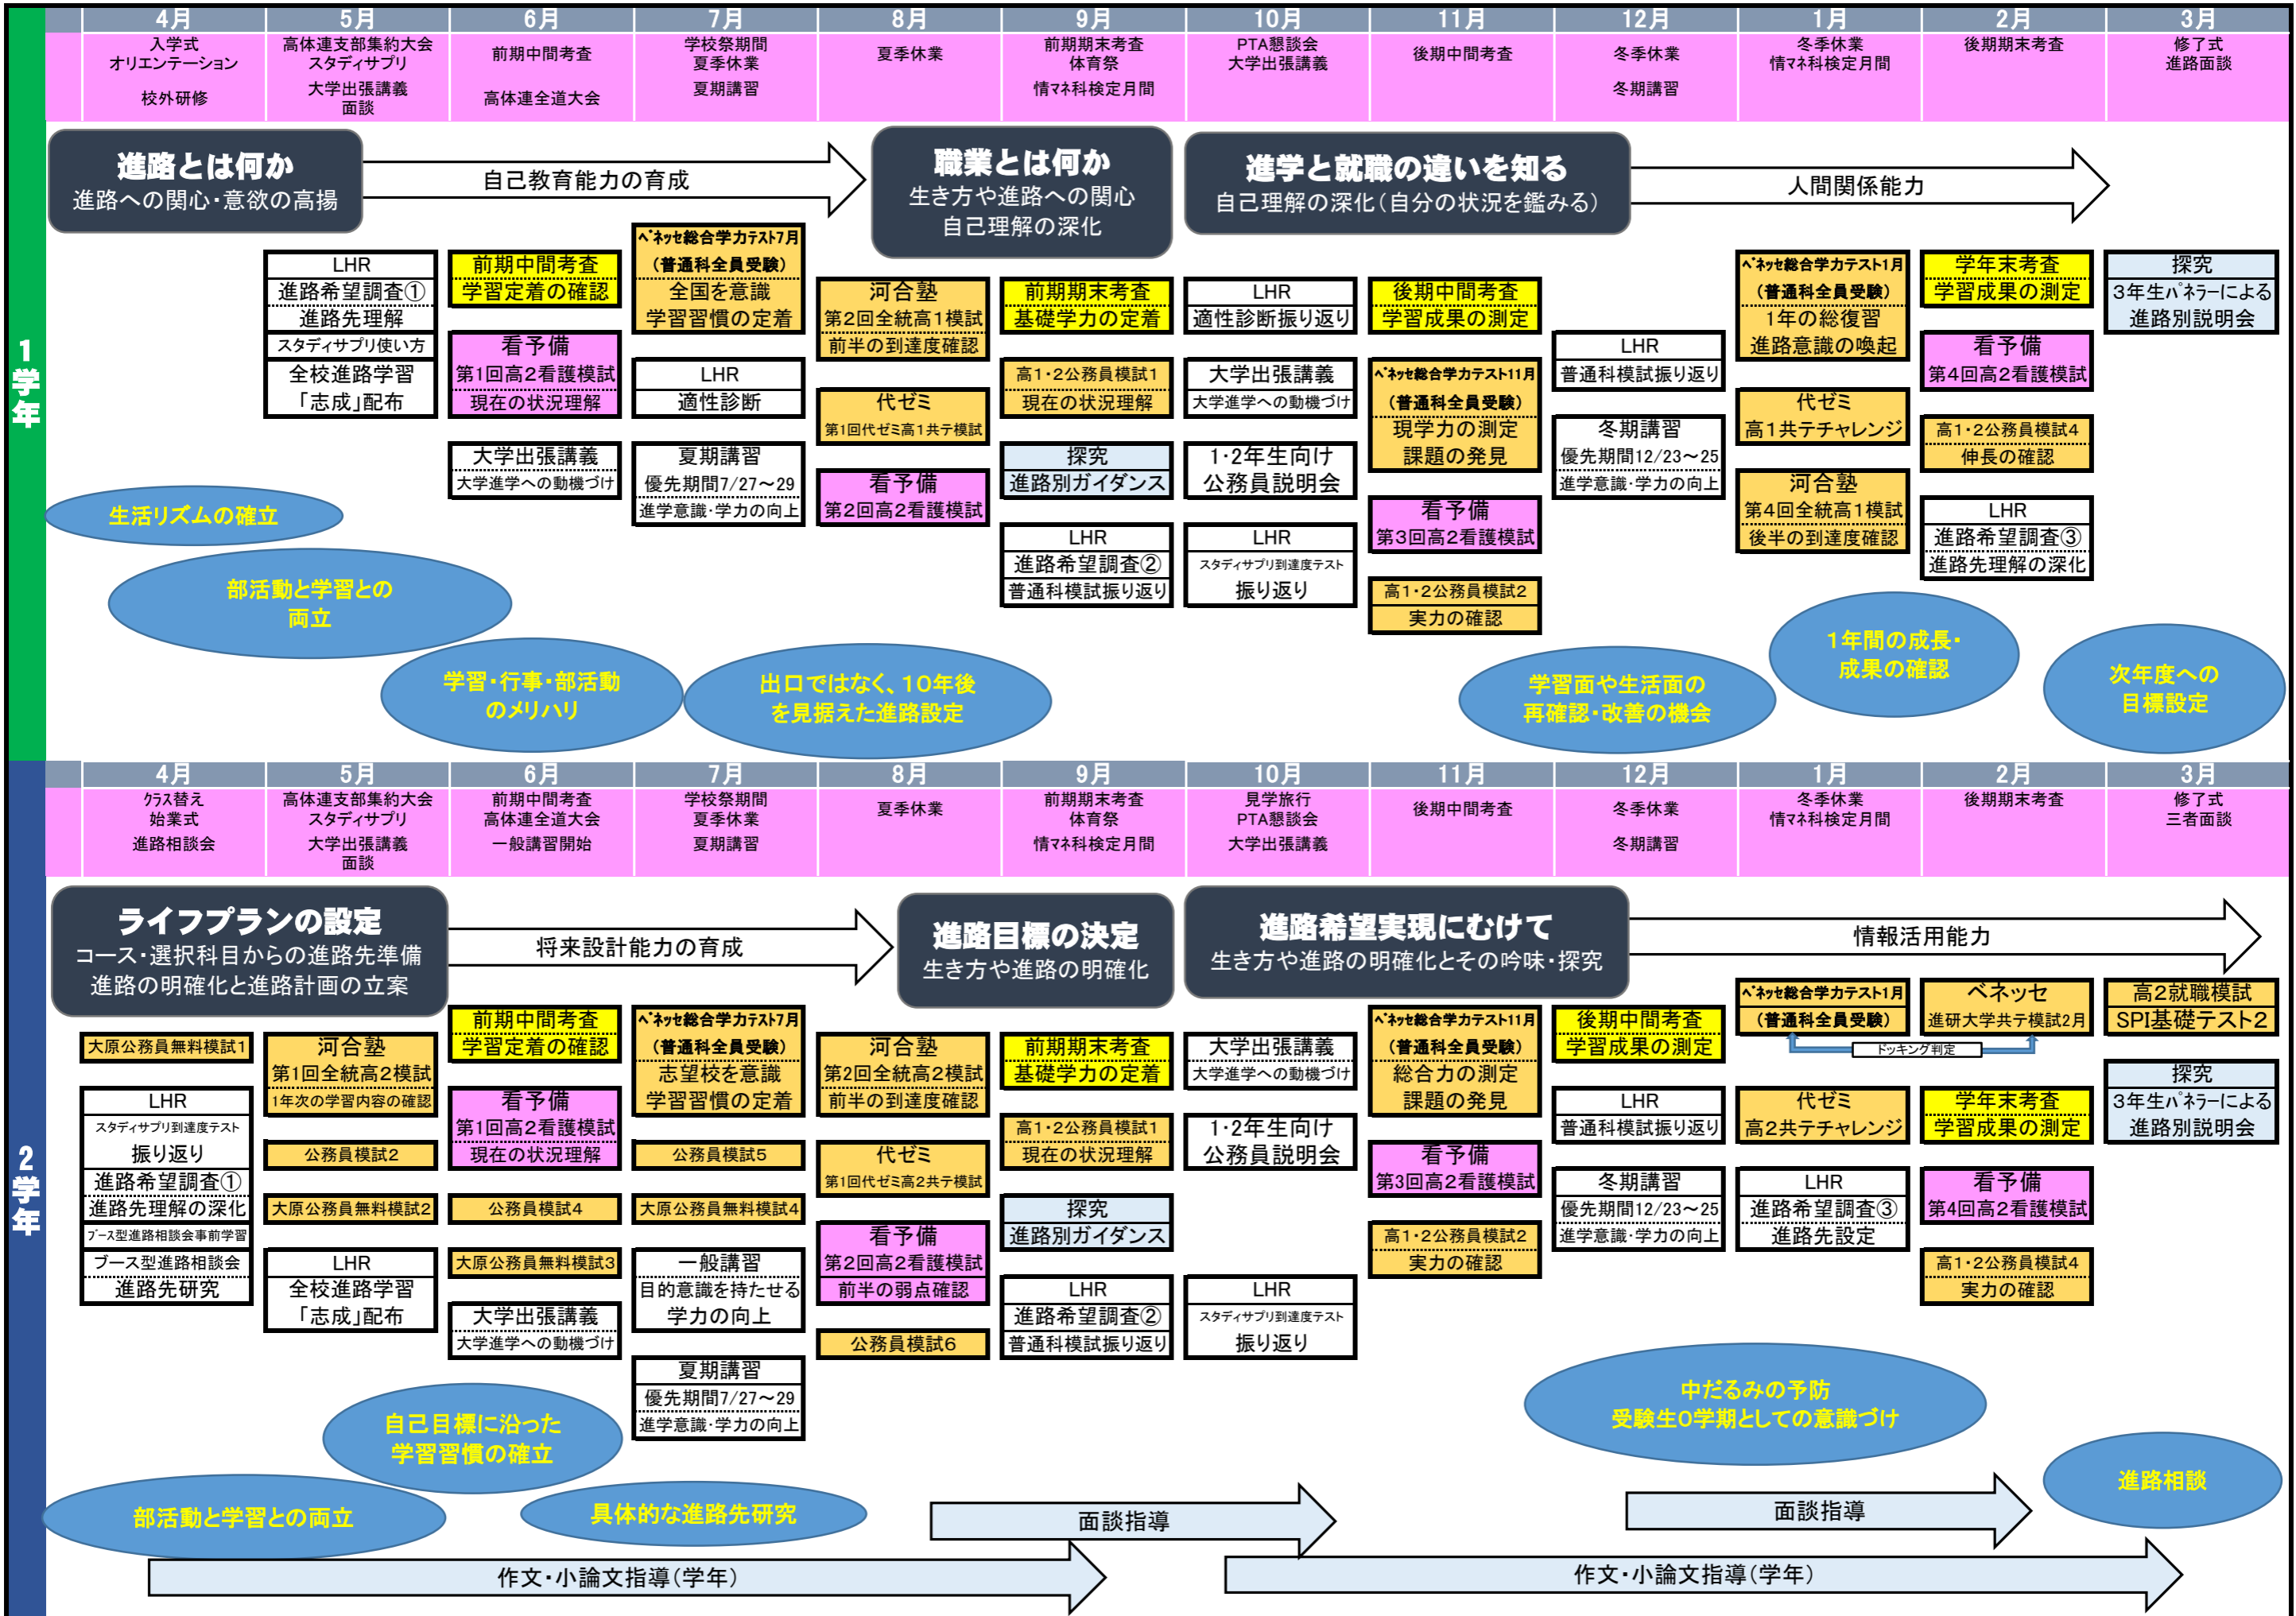 1学年
4月
5月
6月
7月
8月
9月
10月
11月
12月
1月
2月
3月
入学式
オリエンテーション
校外研修
高体連支部集約大会
スタディサプリ
大学出張講義
面談
前期中間考査
高体連全道大会
学校祭期間
夏季休業
夏期講習
夏季休業
前期期末考査
体育祭
情マネ科検定月間
PTA懇談会
大学出張講義
後期中間考査
冬季休業
冬期講習
冬季休業
情マネ科検定月間
後期期末考査
修了式
進路面談
進路とは何か
進路への関心・意欲の高揚
自己教育能力の育成
職業とは何か
生き方や進路への関心
自己理解の深化
進学と就職の違いを知る
自己理解の深化(自分の状況を鑑みる)
人間関係能力
LHR
進路希望調査①
進路先理解
スタディサプリ使い方
全校進路学習
「志成」配布
前期中間考査
学習定着の確認
看予備
第1回高2看護模試
現在の状況理解
大学出張講義
大学進学への動機づけ
ベネッセ総合学力テスト7月
(普通科全員受験)
全国を意識
学習習慣の定着
LHR
適性診断
夏期講習
優先期間7/27～29
進学意識・学力の向上
河合塾
第2回全統高1模試
前半の到達度確認
代ゼミ
第1回代ゼミ高1共テ模試
看予備
第2回高2看護模試
前期期末考査
基礎学力の定着
高1・2公務員模試1
現在の状況理解
探究
進路別ガイダンス
LHR
進路希望調査②
普通科模試振り返り
LHR
適性診断振り返り
大学出張講義
大学進学への動機づけ
1・2年生向け
公務員説明会
LHR
スタディサプリ到達度テスト
振り返り
後期中間考査
学習成果の測定
ベネッセ総合学力テスト11月
(普通科全員受験)
現学力の測定
課題の発見
看予備
第3回高2看護模試
高1・2公務員模試2
実力の確認
LHR
普通科模試振り返り
冬期講習
優先期間12/23～25
進学意識・学力の向上
ベネッセ総合学力テスト1月
(普通科全員受験)
1年の総復習
進路意識の喚起
代ゼミ
高1共テチャレンジ
河合塾
第4回全統高1模試
後半の到達度確認
学年末考査
学習成果の測定
看予備
第4回高2看護模試
高1・2公務員模試4
伸長の確認
LHR
進路希望調査③
進路先理解の深化
探究
3年生パネラーによる
進路別説明会
生活リズムの確立
部活動と学習との
両立
学習・行事・部活動
のメリハリ
出口ではなく、10年後
を見据えた進路設定
学習面や生活面の
再確認・改善の機会
1年間の成長・
成果の確認
次年度への
目標設定
2学年
4月
5月
6月
7月
8月
9月
10月
11月
12月
1月
2月
3月
クラス替え
始業式
進路相談会
高体連支部集約大会
スタディサプリ
大学出張講義
面談
前期中間考査
高体連全道大会
一般講習開始
学校祭期間
夏季休業
夏期講習
夏季休業
前期期末考査
体育祭
情マネ科検定月間
見学旅行
PTA懇談会
大学出張講義
後期中間考査
冬季休業
冬期講習
冬季休業
情マネ科検定月間
後期期末考査
修了式
三者面談
ライフプランの設定
コース・選択科目からの進路先準備
進路の明確化と進路計画の立案
将来設計能力の育成
進路目標の決定
生き方や進路の明確化
進路希望実現にむけて
生き方や進路の明確化とその吟味・探究
情報活用能力
大原公務員無料模試1
LHR
スタディサプリ到達度テスト
振り返り
進路希望調査①
進路先理解の深化
ブース型進路相談会事前学習
ブース型進路相談会
進路先研究
河合塾
第1回全統高2模試
1年次の学習内容の確認
公務員模試2
大原公務員無料模試2
LHR
全校進路学習
「志成」配布
前期中間考査
学習定着の確認
看予備
第1回高2看護模試
現在の状況理解
公務員模試4
大原公務員無料模試3
大学出張講義
大学進学への動機づけ
ベネッセ総合学力テスト7月
(普通科全員受験)
志望校を意識
学習習慣の定着
公務員模試5
大原公務員無料模試4
一般講習
目的意識を持たせる
学力の向上
夏期講習
優先期間7/27～29
進学意識・学力の向上
河合塾
第2回全統高2模試
前半の到達度確認
代ゼミ
第1回代ゼミ高2共テ模試
看予備
第2回高2看護模試
前半の弱点確認
公務員模試6
前期期末考査
基礎学力の定着
高1・2公務員模試1
現在の状況理解
探究
進路別ガイダンス
LHR
進路希望調査②
普通科模試振り返り
大学出張講義
大学進学への動機づけ
1・2年生向け
公務員説明会
LHR
スタディサプリ到達度テスト
振り返り
ベネッセ総合学力テスト11月
(普通科全員受験)
総合力の測定
課題の発見
看予備
第3回高2看護模試
高1・2公務員模試2
実力の確認
後期中間考査
学習成果の測定
LHR
普通科模試振り返り
冬期講習
優先期間12/23～25
進学意識・学力の向上
ベネッセ総合学力テスト1月
(普通科全員受験)
ドッキング判定
代ゼミ
高2共テチャレンジ
LHR
進路希望調査③
進路先設定
ベネッセ
進研大学共テ模試2月
学年末考査
学習成果の測定
看予備
第4回高2看護模試
高1・2公務員模試4
実力の確認
高2就職模試
SPI基礎テスト2
探究
3年生パネラーによる
進路別説明会
自己目標に沿った
学習習慣の確立
部活動と学習との両立
具体的な進路先研究
中だるみの予防
受験生0学期としての意識づけ
進路相談
面談指導
面談指導
作文・小論文指導(学年)
作文・小論文指導(学年)